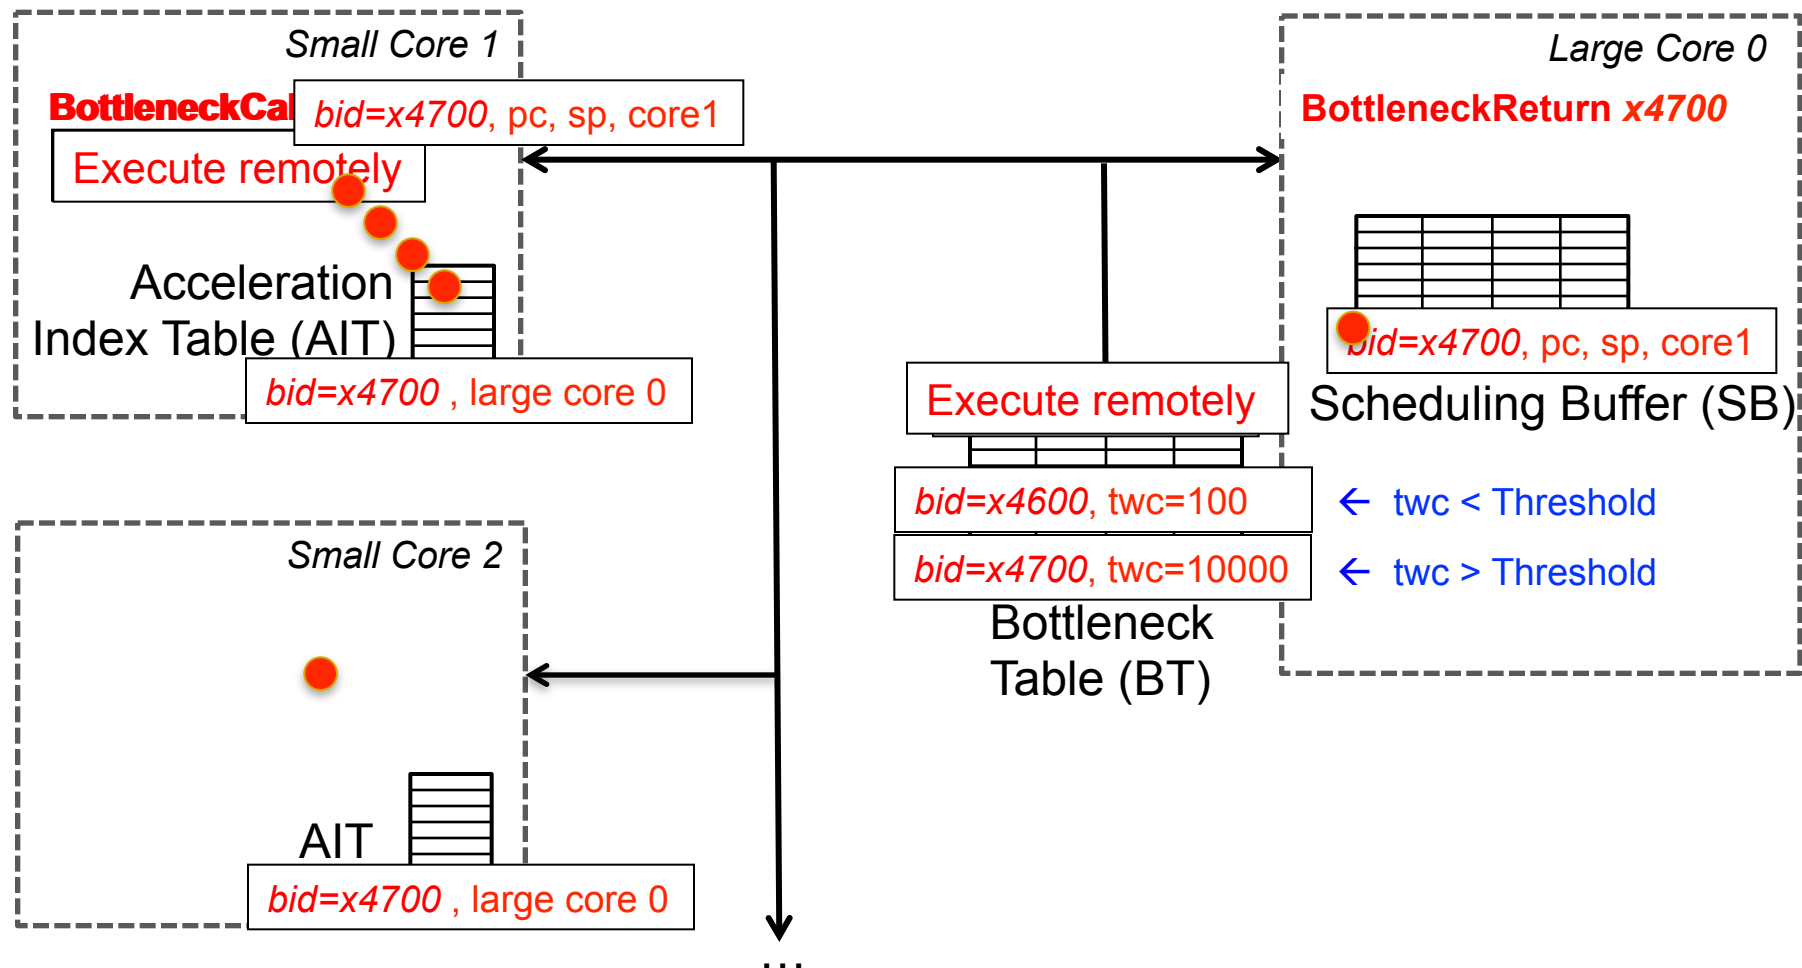 Small Core 1
Large Core 0
bid=x4700, pc, sp, core1
BottleneckReturn x4700
Execute remotely
Acceleration
Index Table (AIT)
bid=x4700 , large core 0
bid=x4700, pc, sp, core1
Scheduling Buffer (SB)
Execute remotely
bid=x4600, twc=100
← twc < Threshold
bid=x4700, twc=10000
← twc > Threshold
Bottleneck
Table (BT)
Small Core 2
AIT
bid=x4700 , large core 0
...